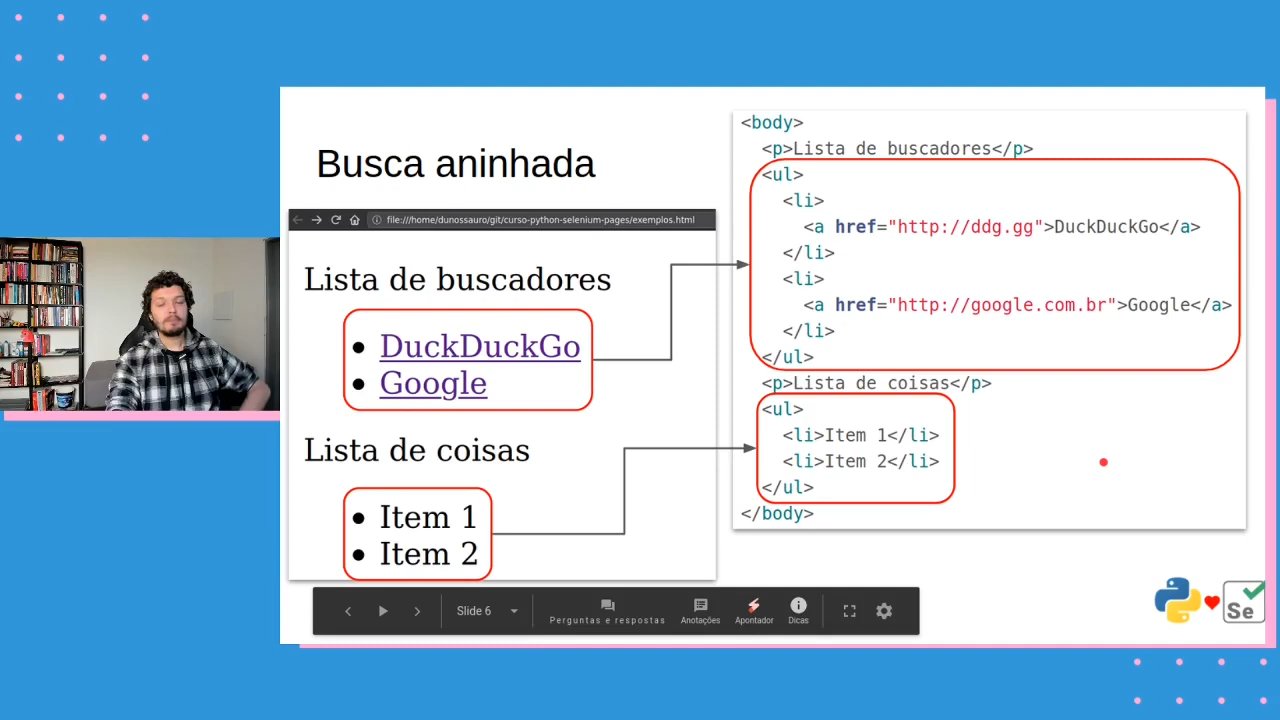 Busca aninhada
file:///home/dunossauro/git/curso-python-selenium-pages/exemplos.html
Lista de buscadores
DuckDuckGo
Google
Lista de coisas
Item 1
Item 2
<body>
<p>Lista de buscadores</p>
<ul>
<li>
<a href="http://ddg.gg">DuckDuckGo</a>
</li>
<li>
<a href="http://google.com.br">Google</a>
</li>
</ul>
<p>Lista de coisas</p>
<ul>
<li>Item 1</li>
<li>Item 2</li>
</ul>
</body>
Slide 6
Perguntas e respostas
Anotações
Apontador
Dicas
Se